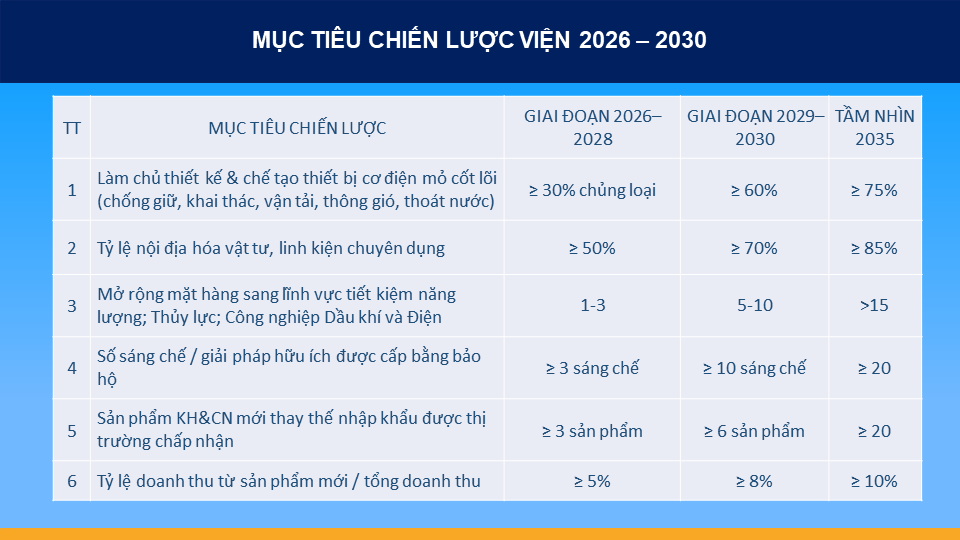 MỤC TIÊU CHIẾN LƯỢC VIỆN 2026 – 2030
TT
MỤC TIÊU CHIẾN LƯỢC
GIAI ĐOẠN 2026–
2028
GIAI ĐOẠN 2029–
2030
TẦM NHÌN
2035
1
Làm chủ thiết kế & chế tạo thiết bị cơ điện mỏ cốt lõi
(chống giữ, khai thác, vận tải, thông gió, thoát nước)
≥ 30% chủng loại
≥ 60%
≥ 75%
2
Tỷ lệ nội địa hóa vật tư, linh kiện chuyên dụng
≥ 50%
≥ 70%
≥ 85%
3
Mở rộng mặt hàng sang lĩnh vực tiết kiệm năng
lượng; Thủy lực; Công nghiệp Dầu khí và Điện
1-3
5-10
>15
4
Số sáng chế / giải pháp hữu ích được cấp bằng bảo
hộ
≥ 3 sáng chế
≥ 10 sáng chế
≥ 20
5
Sản phẩm KH&CN mới thay thế nhập khẩu được thị
trường chấp nhận
≥ 3 sản phẩm
≥ 6 sản phẩm
≥ 20
6
Tỷ lệ doanh thu từ sản phẩm mới / tổng doanh thu
≥ 5%
≥ 8%
≥ 10%